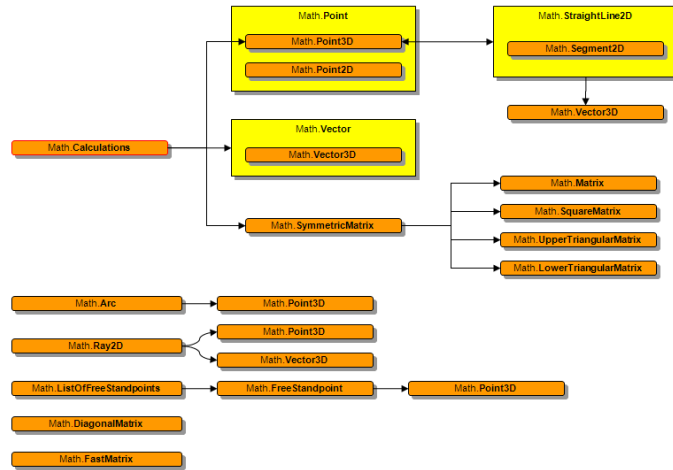 Math.Point
Math.StraightLine2D
Math.Point3D
Math.Segment2D
Math.Point2D
Math.Vector3D
Math.Vector
Math.Calculations
Math.Vector3D
Math.Matrix
Math.SquareMatrix
Math.SymmetricMatrix
Math.UpperTriangularMatrix
Math.LowerTriangularMatrix
Math.Arc
Math.Point3D
Math.Point3D
Math.Ray2D
Math.Vector3D
Math.ListOfFreeStandpoints
Math.FreeStandpoint
Math.Point3D
Math.DiagonalMatrix
Math.FastMatrix